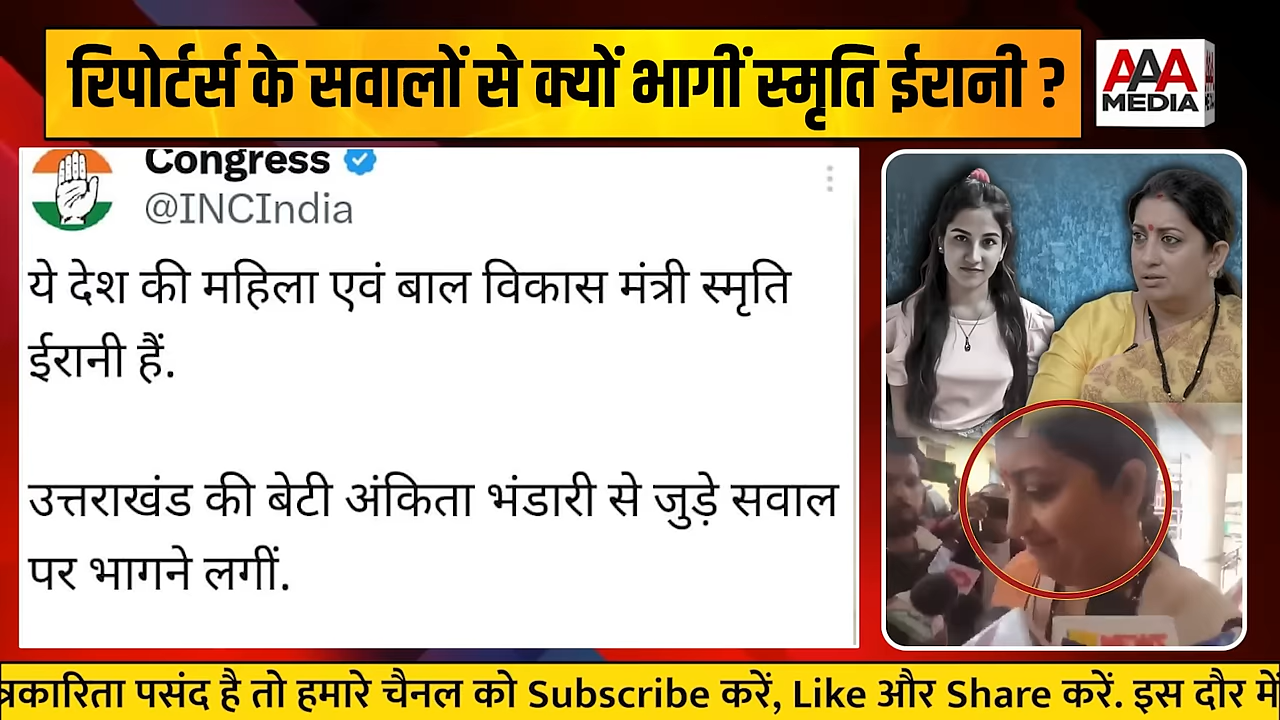 रिपोर्टर्स के सवालों से क्यों भागीं स्मृति ईरानी ?
AAA
MEDIA
Congress
@INCIndia
ये देश की महिला एवं बाल विकास मंत्री स्मृति
ईरानी हैं.
उत्तराखंड की बेटी अंकिता भंडारी से जुड़े सवाल
पर भागने लगीं.
NEWS
त्रकारिता पसंद है तो हमारे चैनल को Subscribe करें, Like और Share करें. इस दौर में